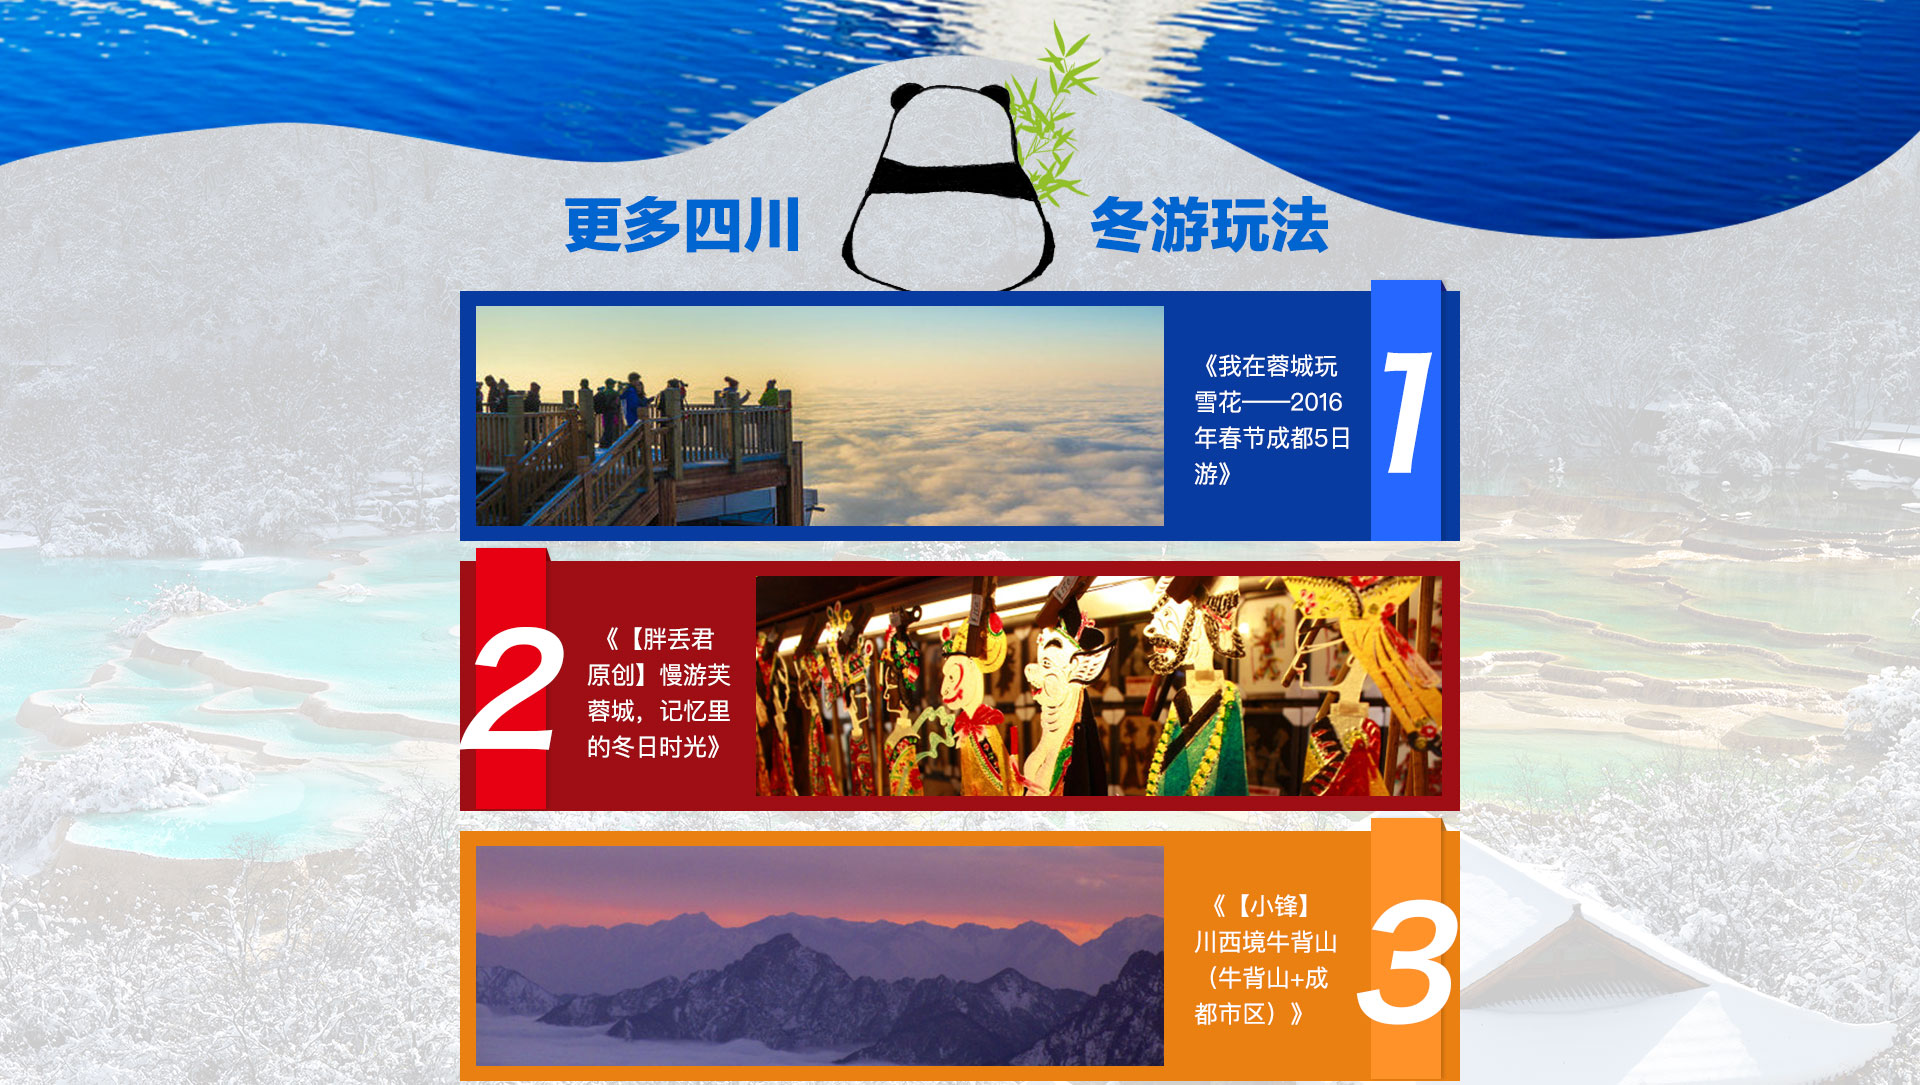 更多四川 冬游玩法
《我在蓉城玩
雪花——2016
年春节成都5日
游》
1
2
《【胖丢君
原创】慢游芙
蓉城，记忆里
的冬日时光》
《【小锋】
川西境牛背山
（牛背山+成
都市区）》
3